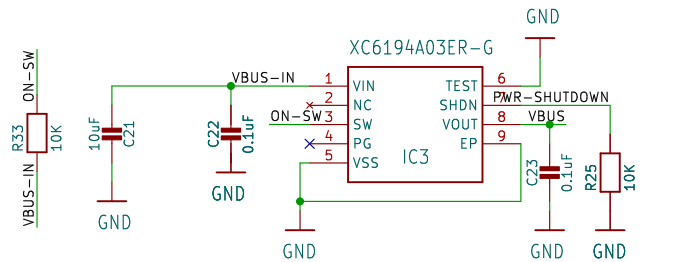 GND
XC6194A03ER-G
ON-SW
R33
10K
VBUS-IN
10uF
C21
GND
VBUS-IN
C22
0.1uF
GND
ON-SW
1 VIN TEST 6
2 NC SHDN 7
3 SW VOUT 8
4 PG EP 9
5 VSS
IC3
GND
PWR-SHUTDOWN
VBUS
C23
0.1uF
GND
R25
10K
GND